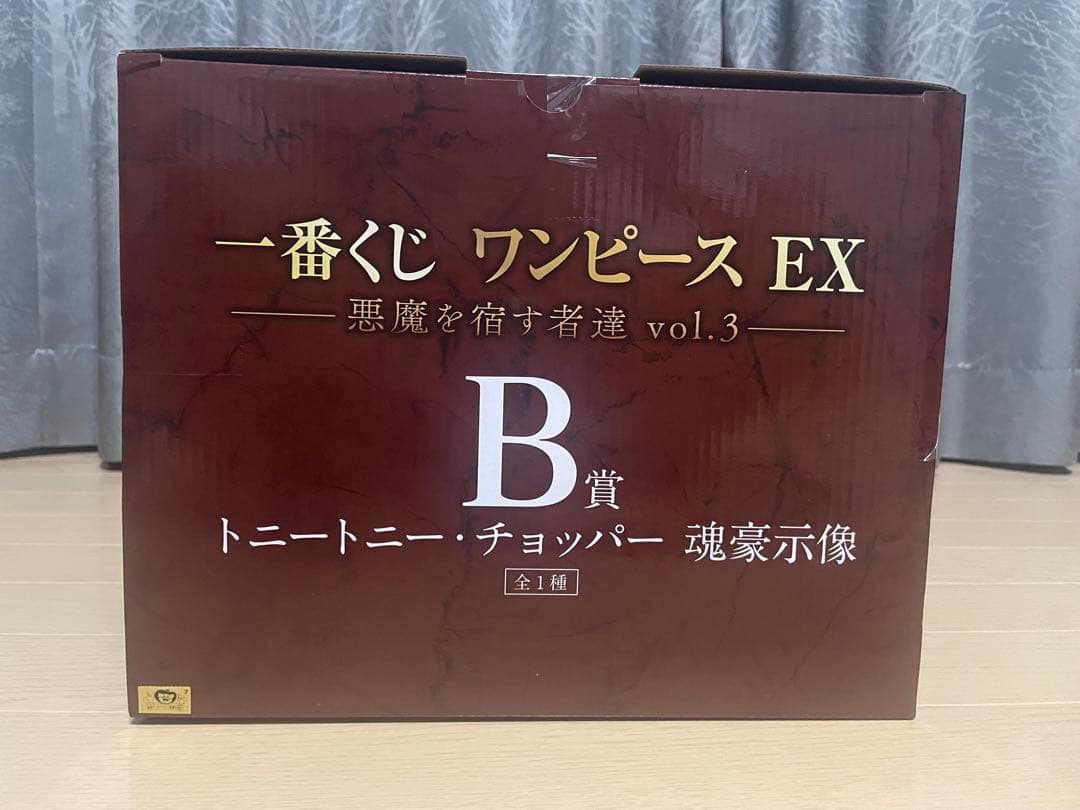 一番くじ ワンピース EX
悪魔を宿す者達 vol.3
B賞
トニートニー・チョッパー 魂豪示像
全1種